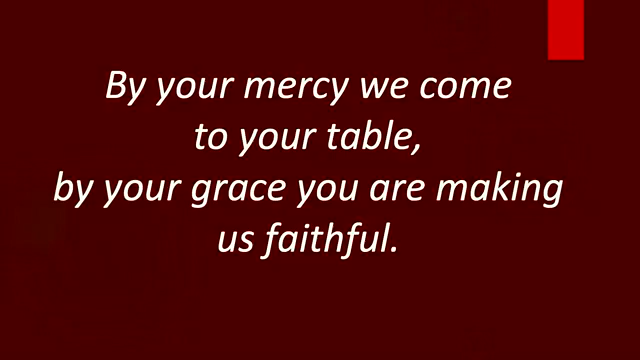 By your mercy we come
to your table,
by your grace you are making
us faithful.